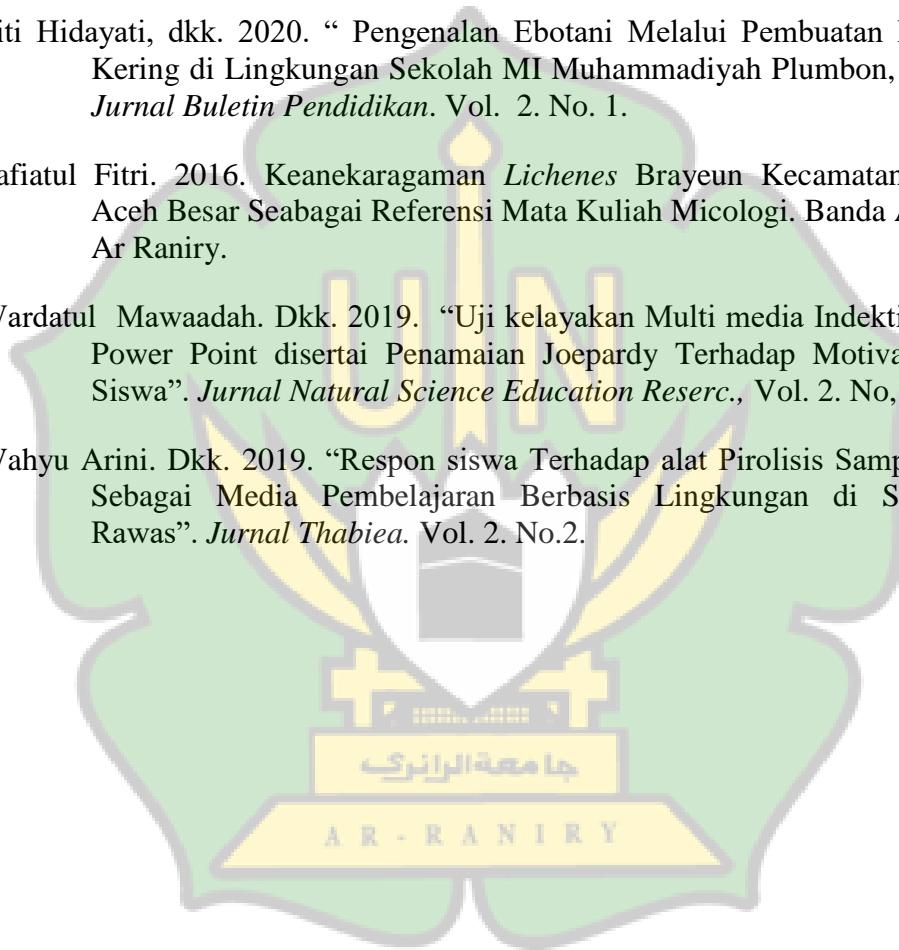 iti Hidayati, dkk. 2020. “ Pengenalan Ebotani Melalui Pembuatan
Kering di Lingkungan Sekolah MI Muhammadiyah Plumbon,
Jurnal Buletin Pendidikan. Vol. 2. No. 1.
afiatul Fitri. 2016. Keanekaragaman Lichenes Brayeun Kecamatan
Aceh Besar Seabagai Referensi Mata Kuliah Micologi. Banda A
Ar Raniry.
Vardatul Mawaadah. Dkk. 2019. “Uji kelayakan Multi media Indekti
Power Point disertai Penamaian Joepardy Terhadap Motiva
Siswa”. Jurnal Natural Science Education Reserc., Vol. 2. No,
Vahyu Arini. Dkk. 2019. “Respon siswa Terhadap alat Pirolisis Samp
Sebagai Media Pembelajaran Berbasis Lingkungan di S
Rawas”. Jurnal Thabiea. Vol. 2. No.2.
UIN
جامعة الرانري
AR-RANIRY